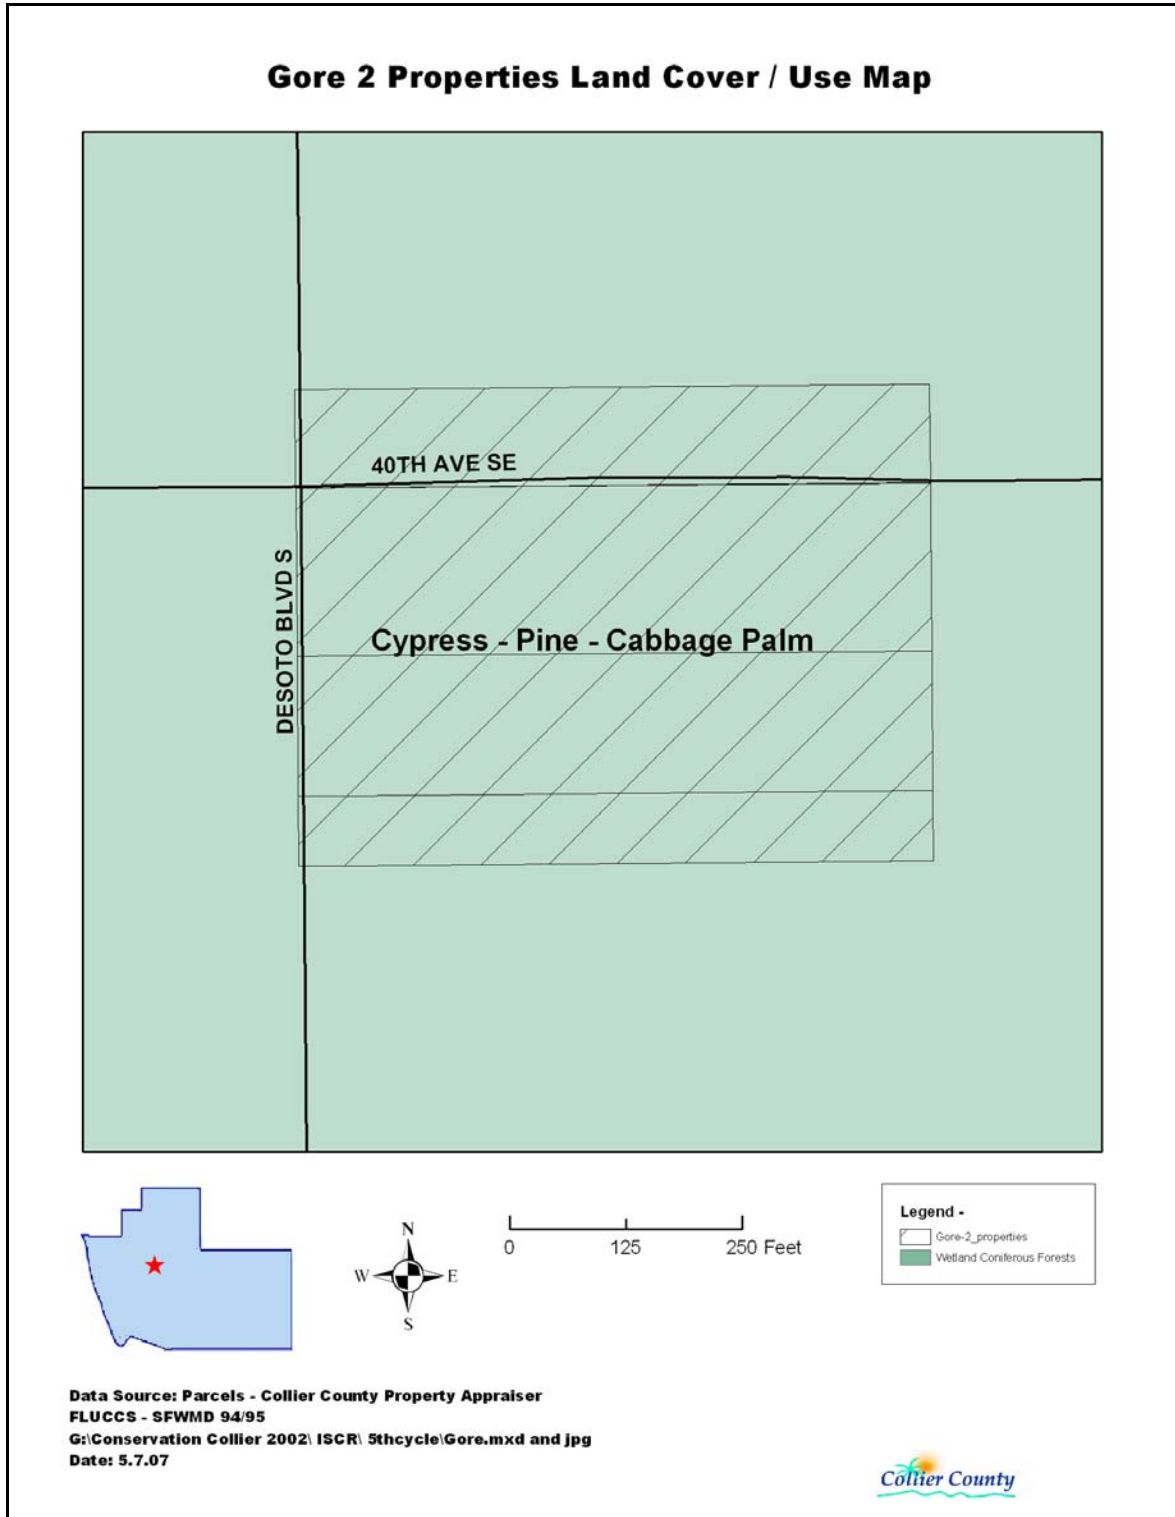 Gore 2 Properties Land Cover / Use Map
40TH AVE SE
DESOTO BLVD S
Cypress - Pine - Cabbage Palm
N
W E
S
0 125 250 Feet
Legend -
Gore-2_properties
Wetland Coniferous Forests
Data Source: Parcels - Collier County Property Appraiser
FLUCCS - SFWMD 94/95
G:\Conservation Collier 2002\ ISCR\ 5thcycle\Gore.mxd and jpg
Date: 5.7.07
Collier County